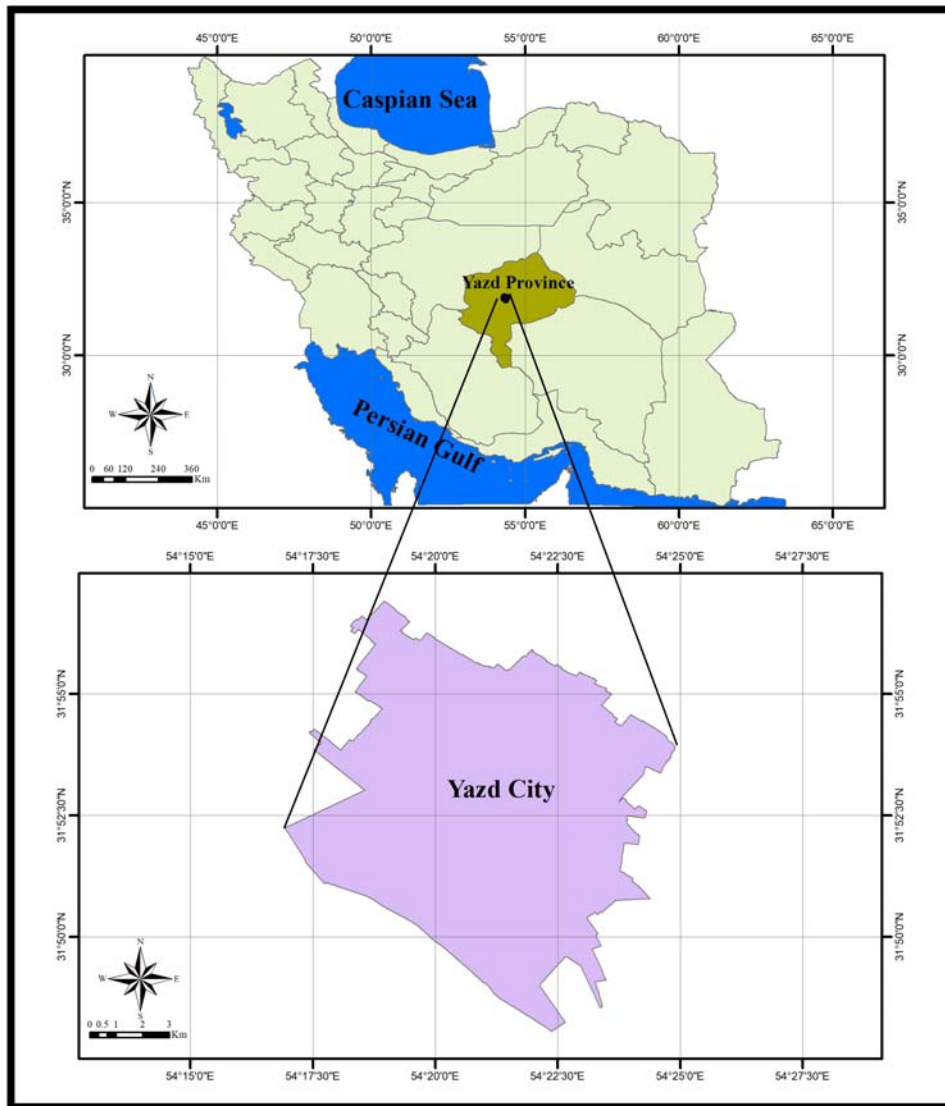 45°0'0"E 50°0'0"E 55°0'0"E 60°0'0"E 65°0'0"E
Caspian Sea
35°0'0"N 35°0'0"N
Yazd Province
30°0'0"N 30°0'0"N
Persian Gulf
N
W E
S
0 60 120 240 360
Km
45°0'0"E 50°0'0"E 55°0'0"E 60°0'0"E 65°0'0"E
54°15'0"E 54°17'30"E 54°20'0"E 54°22'30"E 54°25'0"E 54°27'30"E
31°55'0"N 31°55'0"N
Yazd City
31°52'30"N 31°52'30"N
31°50'0"N 31°50'0"N
N
W E
S
0 0.5 1 2 3
Km
54°15'0"E 54°17'30"E 54°20'0"E 54°22'30"E 54°25'0"E 54°27'30"E